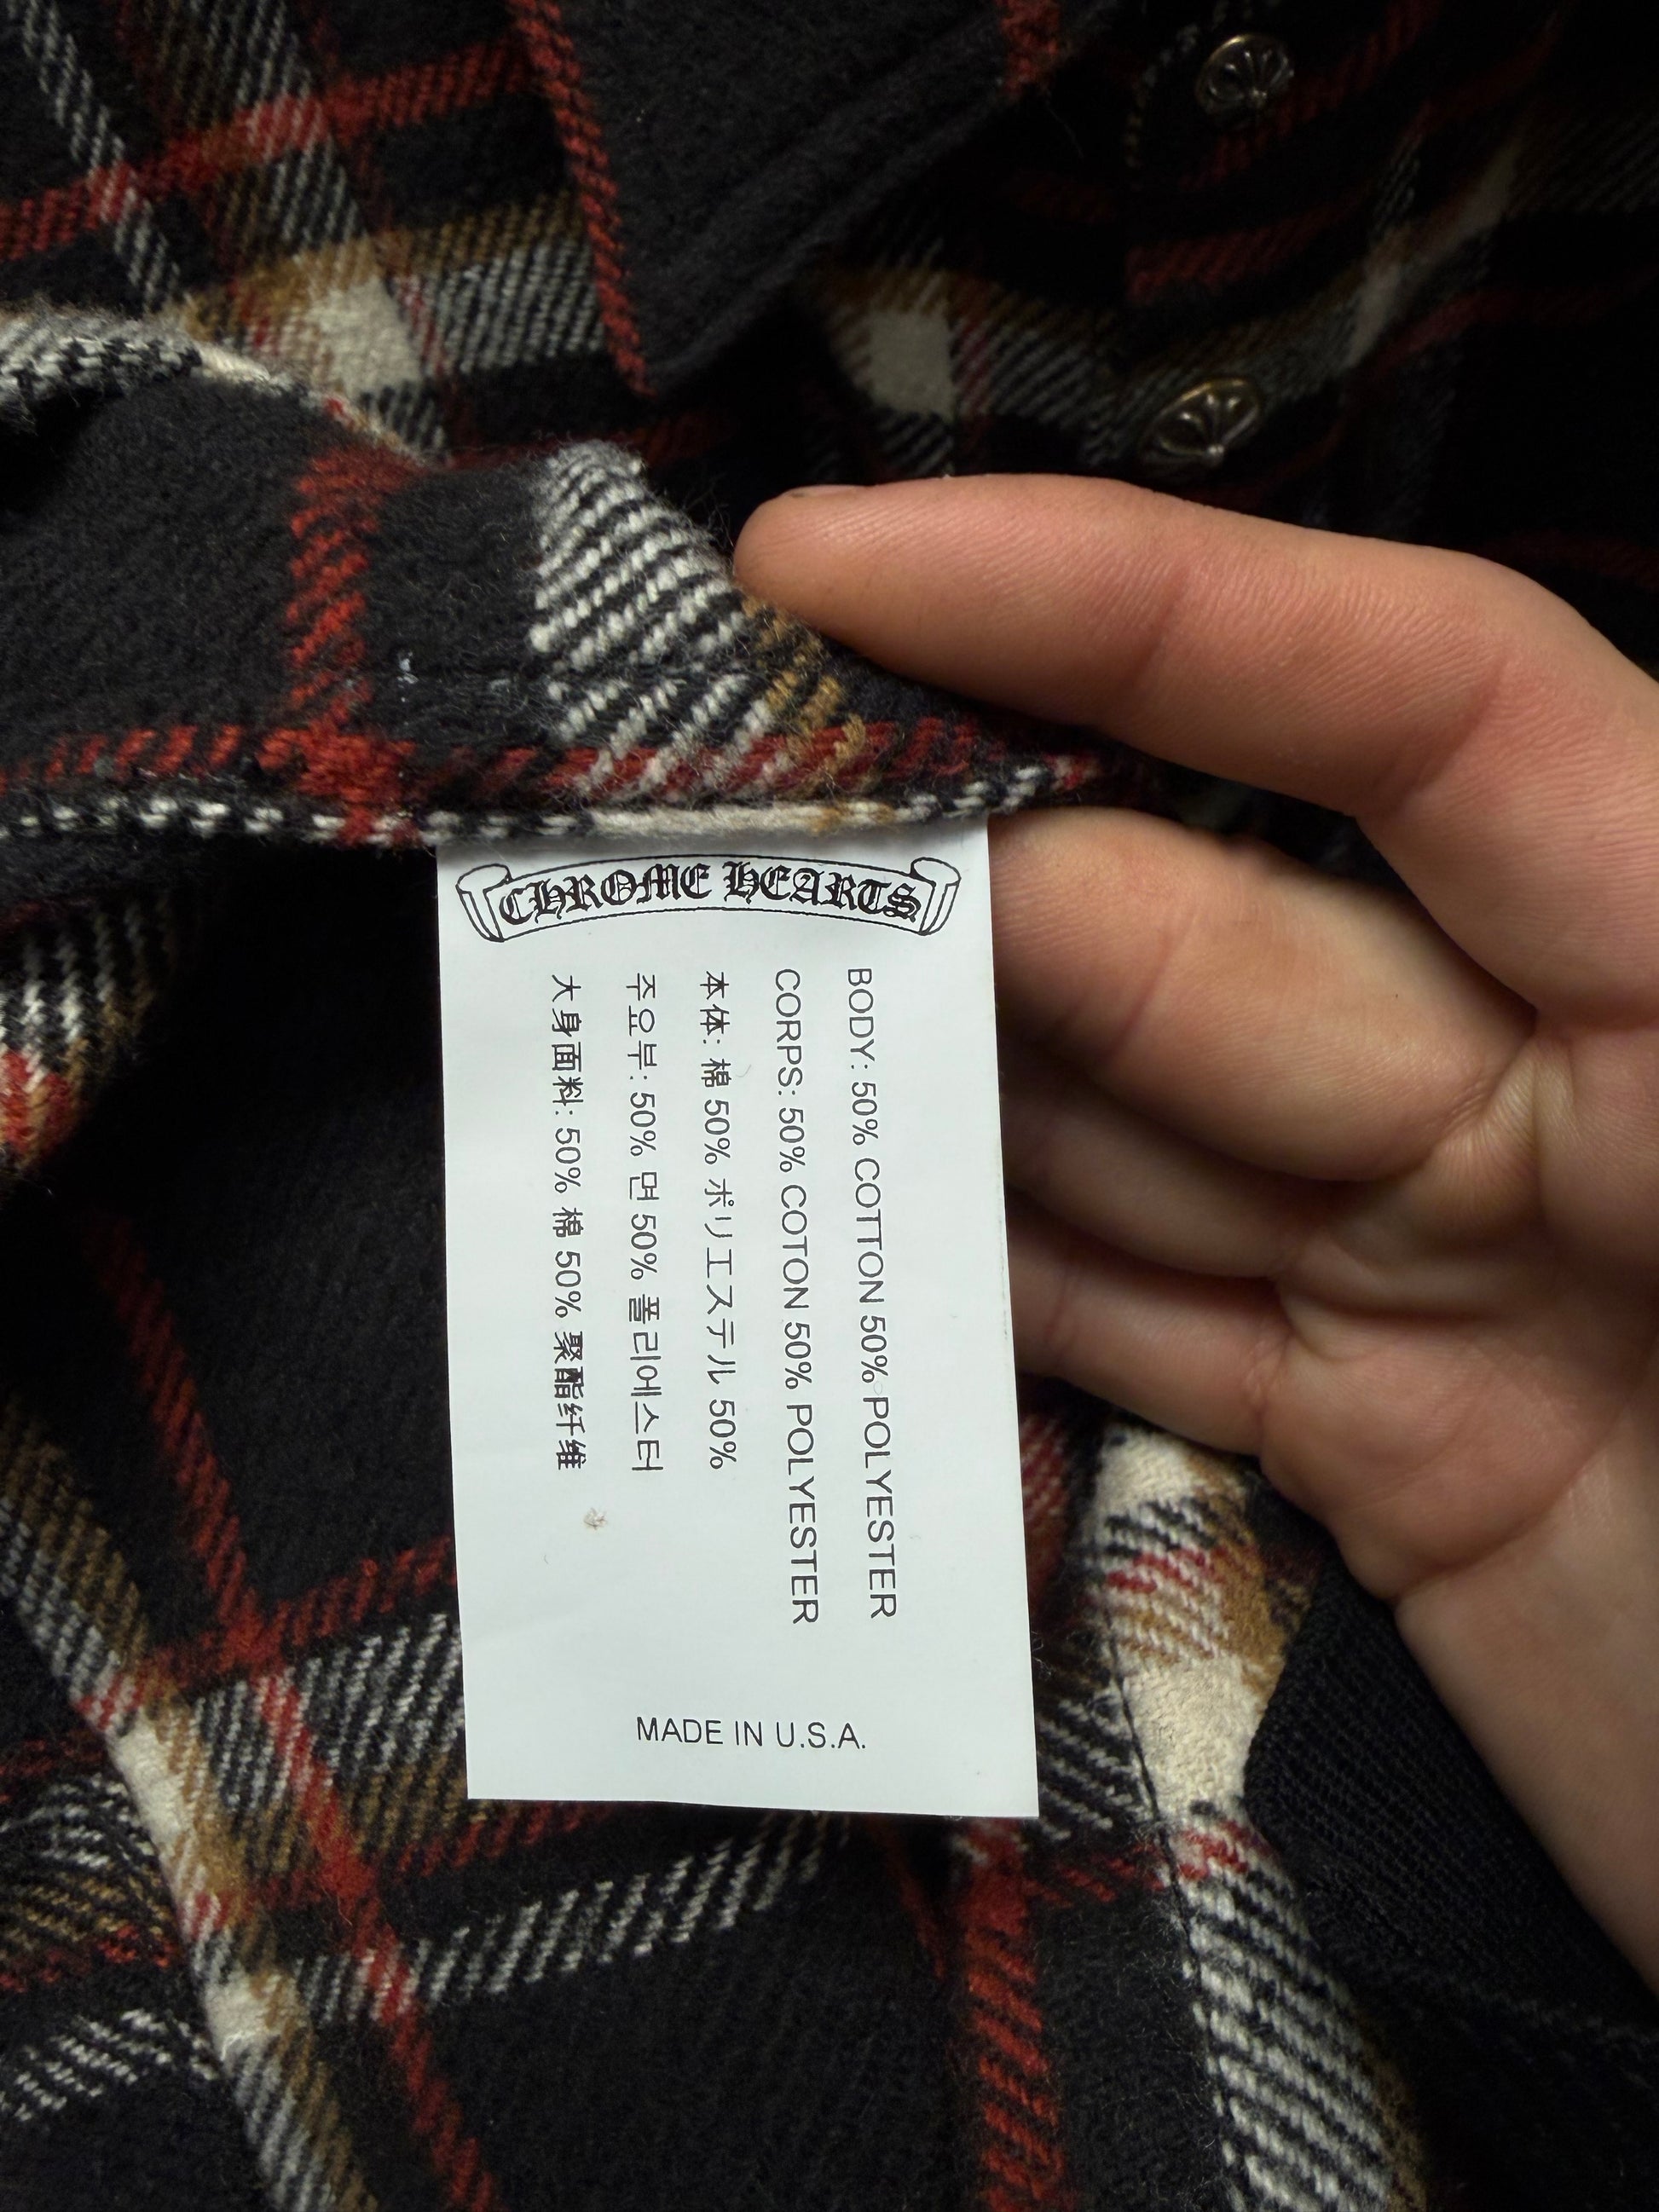 CHROME HEARTS
BODY: 50% COTTON 50% POLYESTER
CORPS: 50% COTON 50% POLYESTER
本体: 棉 50% ポリエステル 50%
주요부: 50% 면 50% 폴리에스터
大身面料: 50% 棉 50% 聚酯纤维
MADE IN U.S.A.